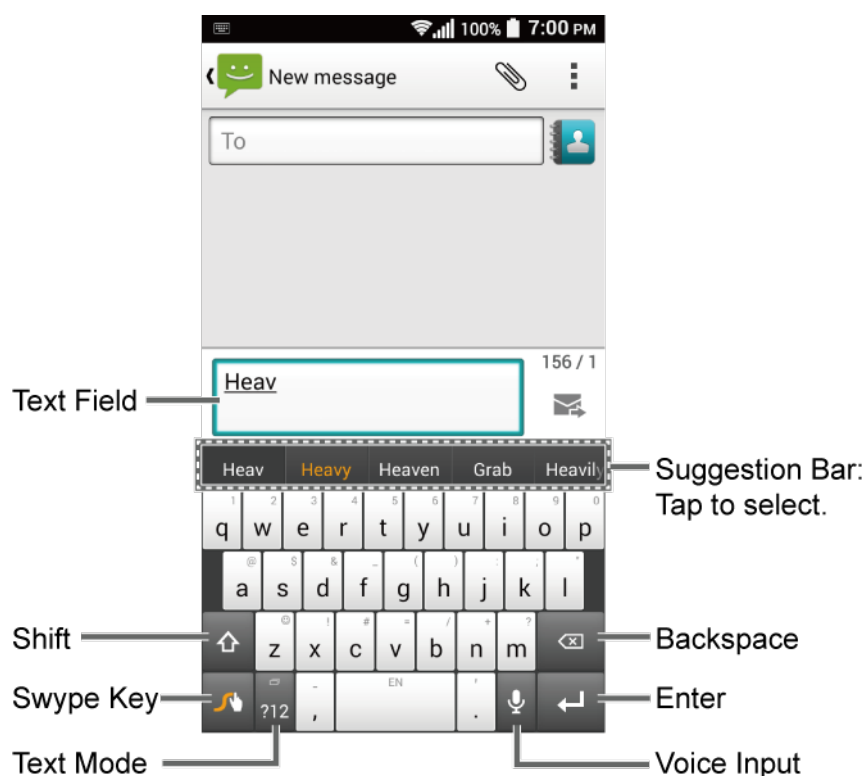 100% 7:00 PM
New message
To
156 / 1
Text Field
Heav
Heav Heavy Heaven Grab Heavily
Suggestion Bar:
Tap to select.
1 2 3 4 5 6 7 8 9 0
q w e r t y u i o p
@ $ & _ ( ) : ; "
a s d f g h j k l
! # = / + ?
Shift z x c v b n m Backspace
EN
Swype Key ?12 , - . ' Enter
Text Mode Voice Input